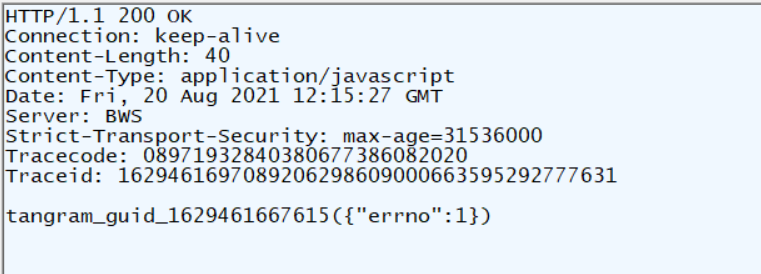 HTTP/1.1 200 OK
Connection: keep-alive
Content-Length: 40
Content-Type: application/javascript
Date: Fri, 20 Aug 2021 12:15:27 GMT
Server: BWS
Strict-Transport-Security: max-age=31536000
Tracecode: 08971932840380677386082020
Traceid: 162946169708920629860900066359529277763​1
tangram_guid_1629461667615({"errno":1})